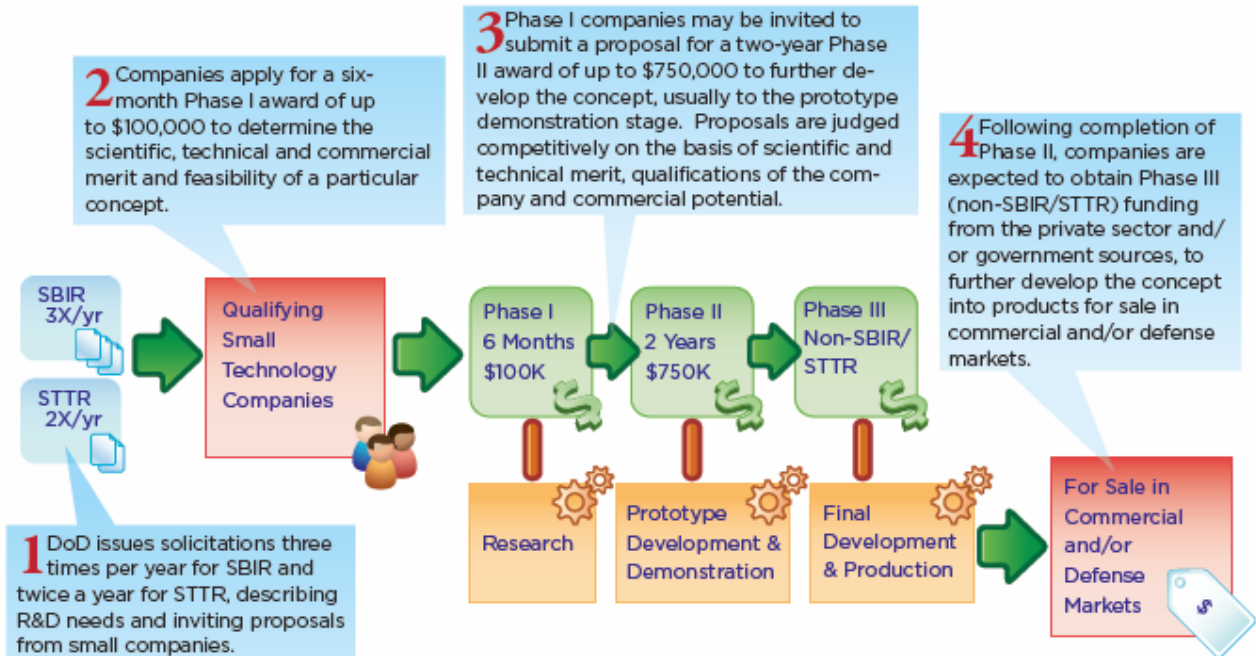 2 Companies apply for a six-
month Phase I award of up
to $100,000 to determine the
scientific, technical and commercial
merit and feasibility of a particular
concept.
3 Phase I companies may be invited to
submit a proposal for a two-year Phase
II award of up to $750,000 to further de-
velop the concept, usually to the prototype
demonstration stage. Proposals are judged
competitively on the basis of scientific and
technical merit, qualifications of the com-
pany and commercial potential.
4 Following completion of
Phase II, companies are
expected to obtain Phase III
(non-SBIR/STTR) funding
from the private sector and/
or government sources, to
further develop the concept
into products for sale in
commercial and/or defense
markets.
SBIR
3X/yr
STTR
2X/yr
Qualifying
Small
Technology
Companies
Phase I
6 Months
$100K
Phase II
2 Years
$750K
Phase III
Non-SBIR/
STTR
Research
Prototype
Development &
Demonstration
Final
Development
& Production
For Sale in
Commercial
and/or
Defense
Markets
$
1 DoD issues solicitations three
times per year for SBIR and
twice a year for STTR, describing
R&D needs and inviting proposals
from small companies.